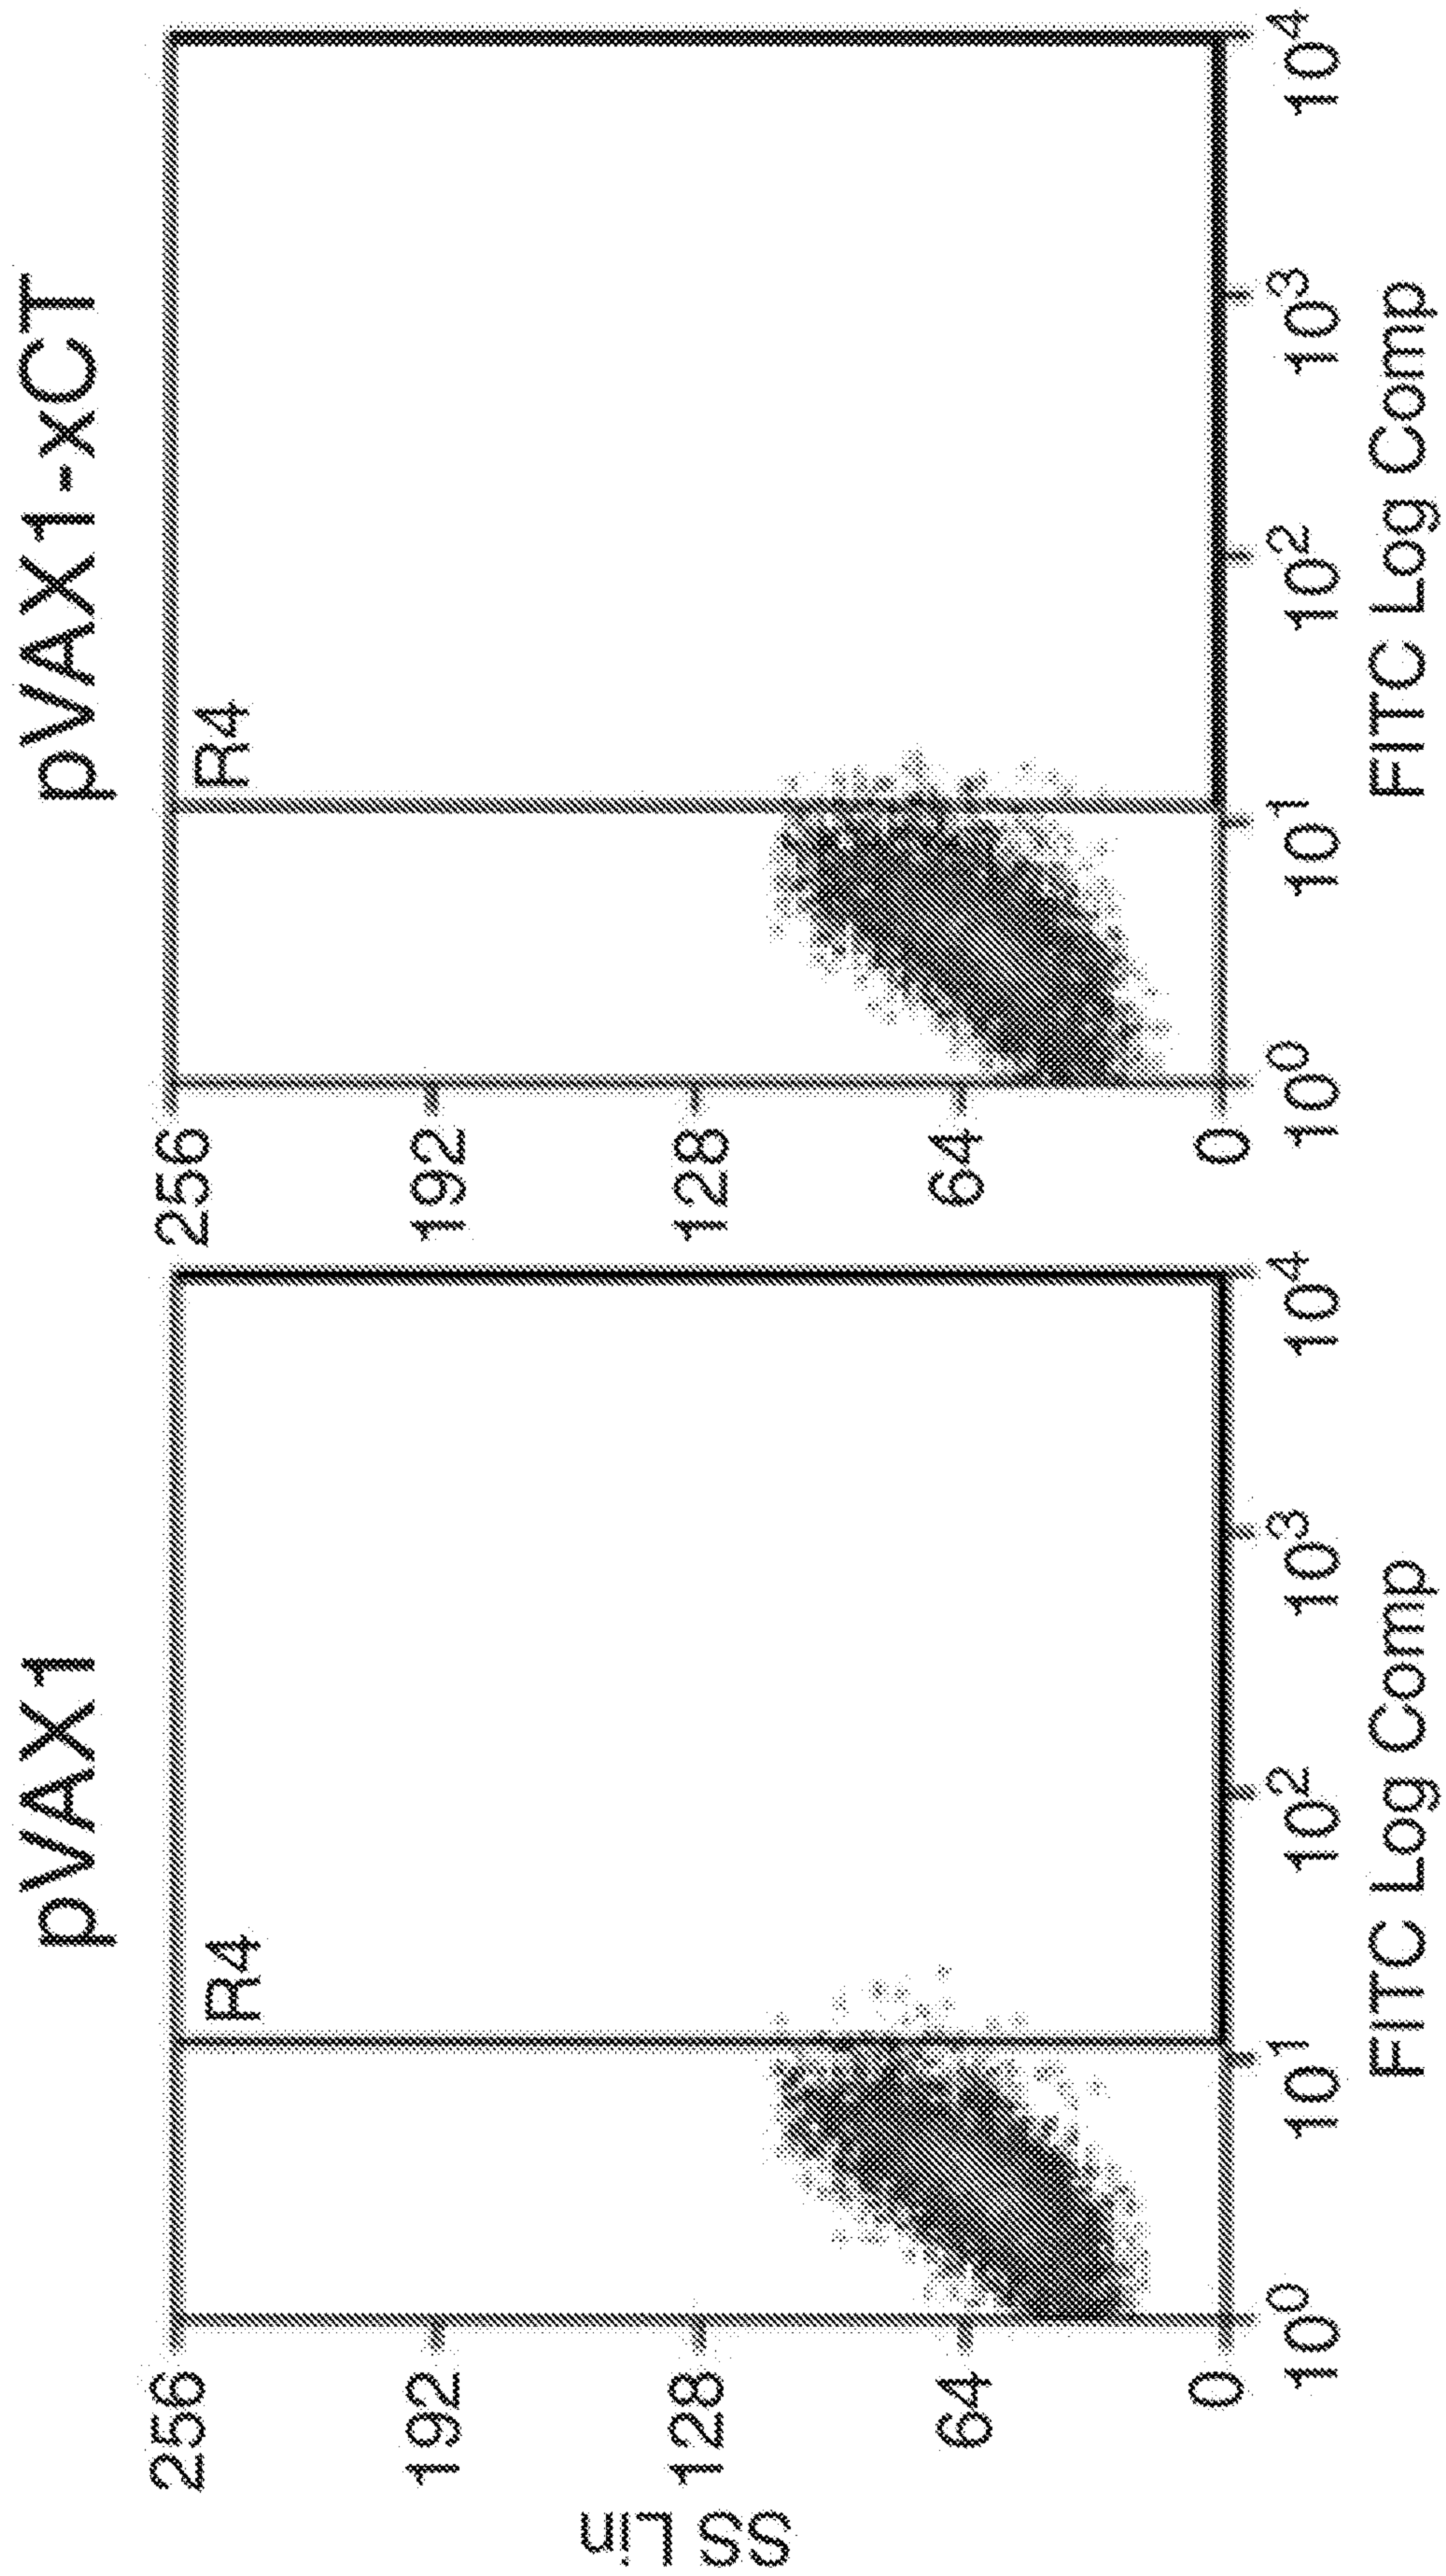 pVAX1
R4
256
192
128
64
0
SS Lin
10⁰ 10¹ 10² 10³ 10⁴
FITC Log Comp
pVAX1-xCT
R4
256
192
128
64
0
10⁰ 10¹ 10² 10³ 10⁴
FITC Log Comp